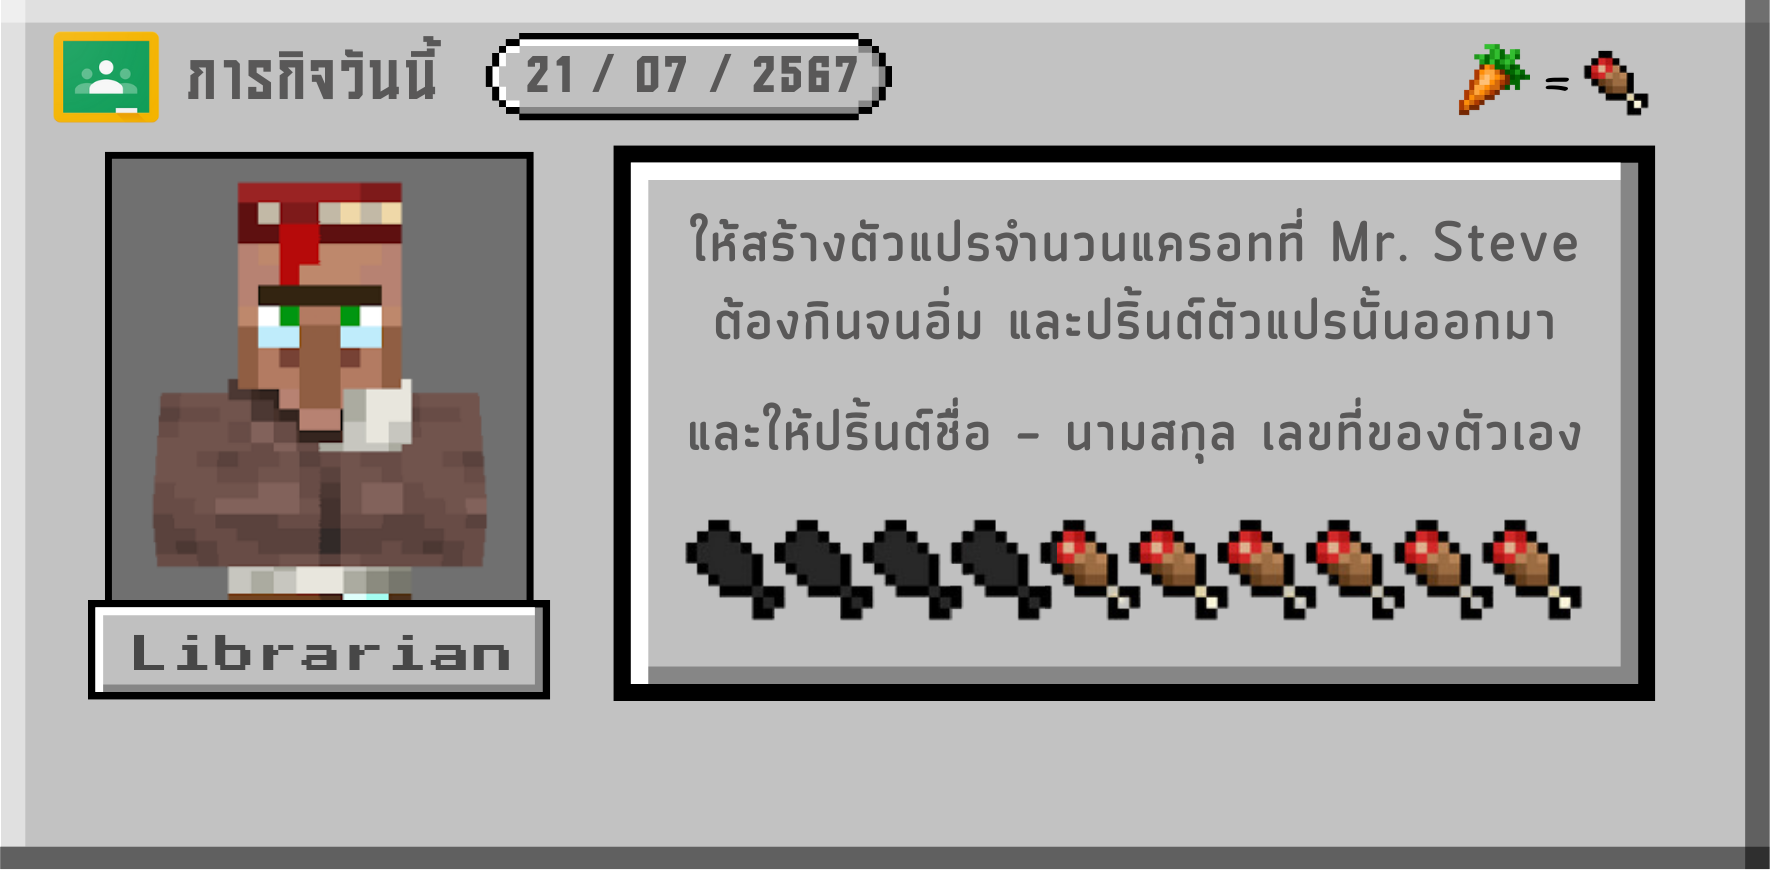 ภารกิจวันนี้
21 / 07 / 2567
=
ให้สร้างตัวแปรจำนวนแครอทที่ Mr. Steve
ต้องกินจนอิ่ม และปริ้นต์ตัวแปรนั้นออกมา
และให้ปริ้นต์ชื่อ - นามสกุล เลขที่ของตัวเอง
Librarian